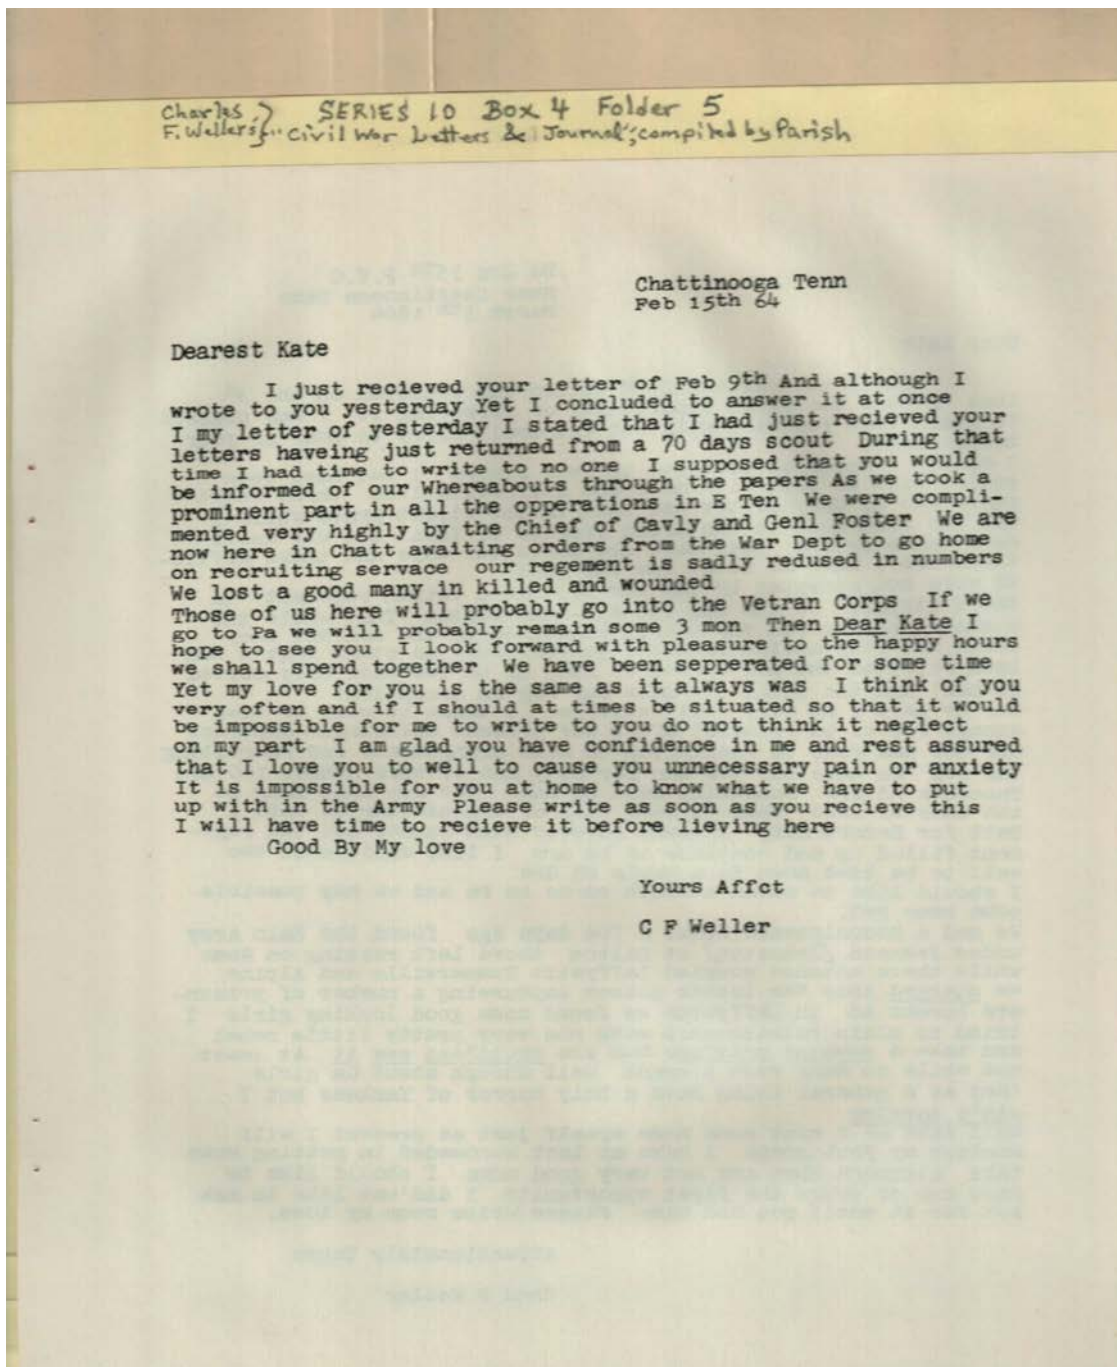 Charles } SERIES 10 Box 4 Folder 5
F. Wellers } "Civil War Letters & Journal", compiled by Parish
Chattinooga Tenn
Feb 15th 64
Dearest Kate
I just recieved your letter of Feb 9th And although I
wrote to you yesterday Yet I concluded to answer it at once
I my letter of yesterday I stated that I had just recieved your
letters haveing just returned from a 70 days scout During that
time I had time to write to no one I supposed that you would
be informed of our Whereabouts through the papers As we took a
prominent part in all the opperations in E Ten We were compli-
mented very highly by the Chief of Cavly and Genl Foster We are
now here in Chatt awaiting orders from the War Dept to go home
on recruiting servace our regement is sadly redused in numbers
We lost a good many in killed and wounded
Those of us here will probably go into the Vetran Corps If we
go to Pa we will probably remain some 3 mon Then Dear Kate I
hope to see you I look forward with pleasure to the happy hours
we shall spend together We have been sepperated for some time
Yet my love for you is the same as it always was I think of you
very often and if I should at times be situated so that it would
be impossible for me to write to you do not think it neglect
on my part I am glad you have confidence in me and rest assured
that I love you to well to cause you unnecessary pain or anxiety
It is impossible for you at home to know what we have to put
up with in the Army Please write as soon as you recieve this
I will have time to recieve it before lieving here
Good By My love
Yours Affct
C F Weller